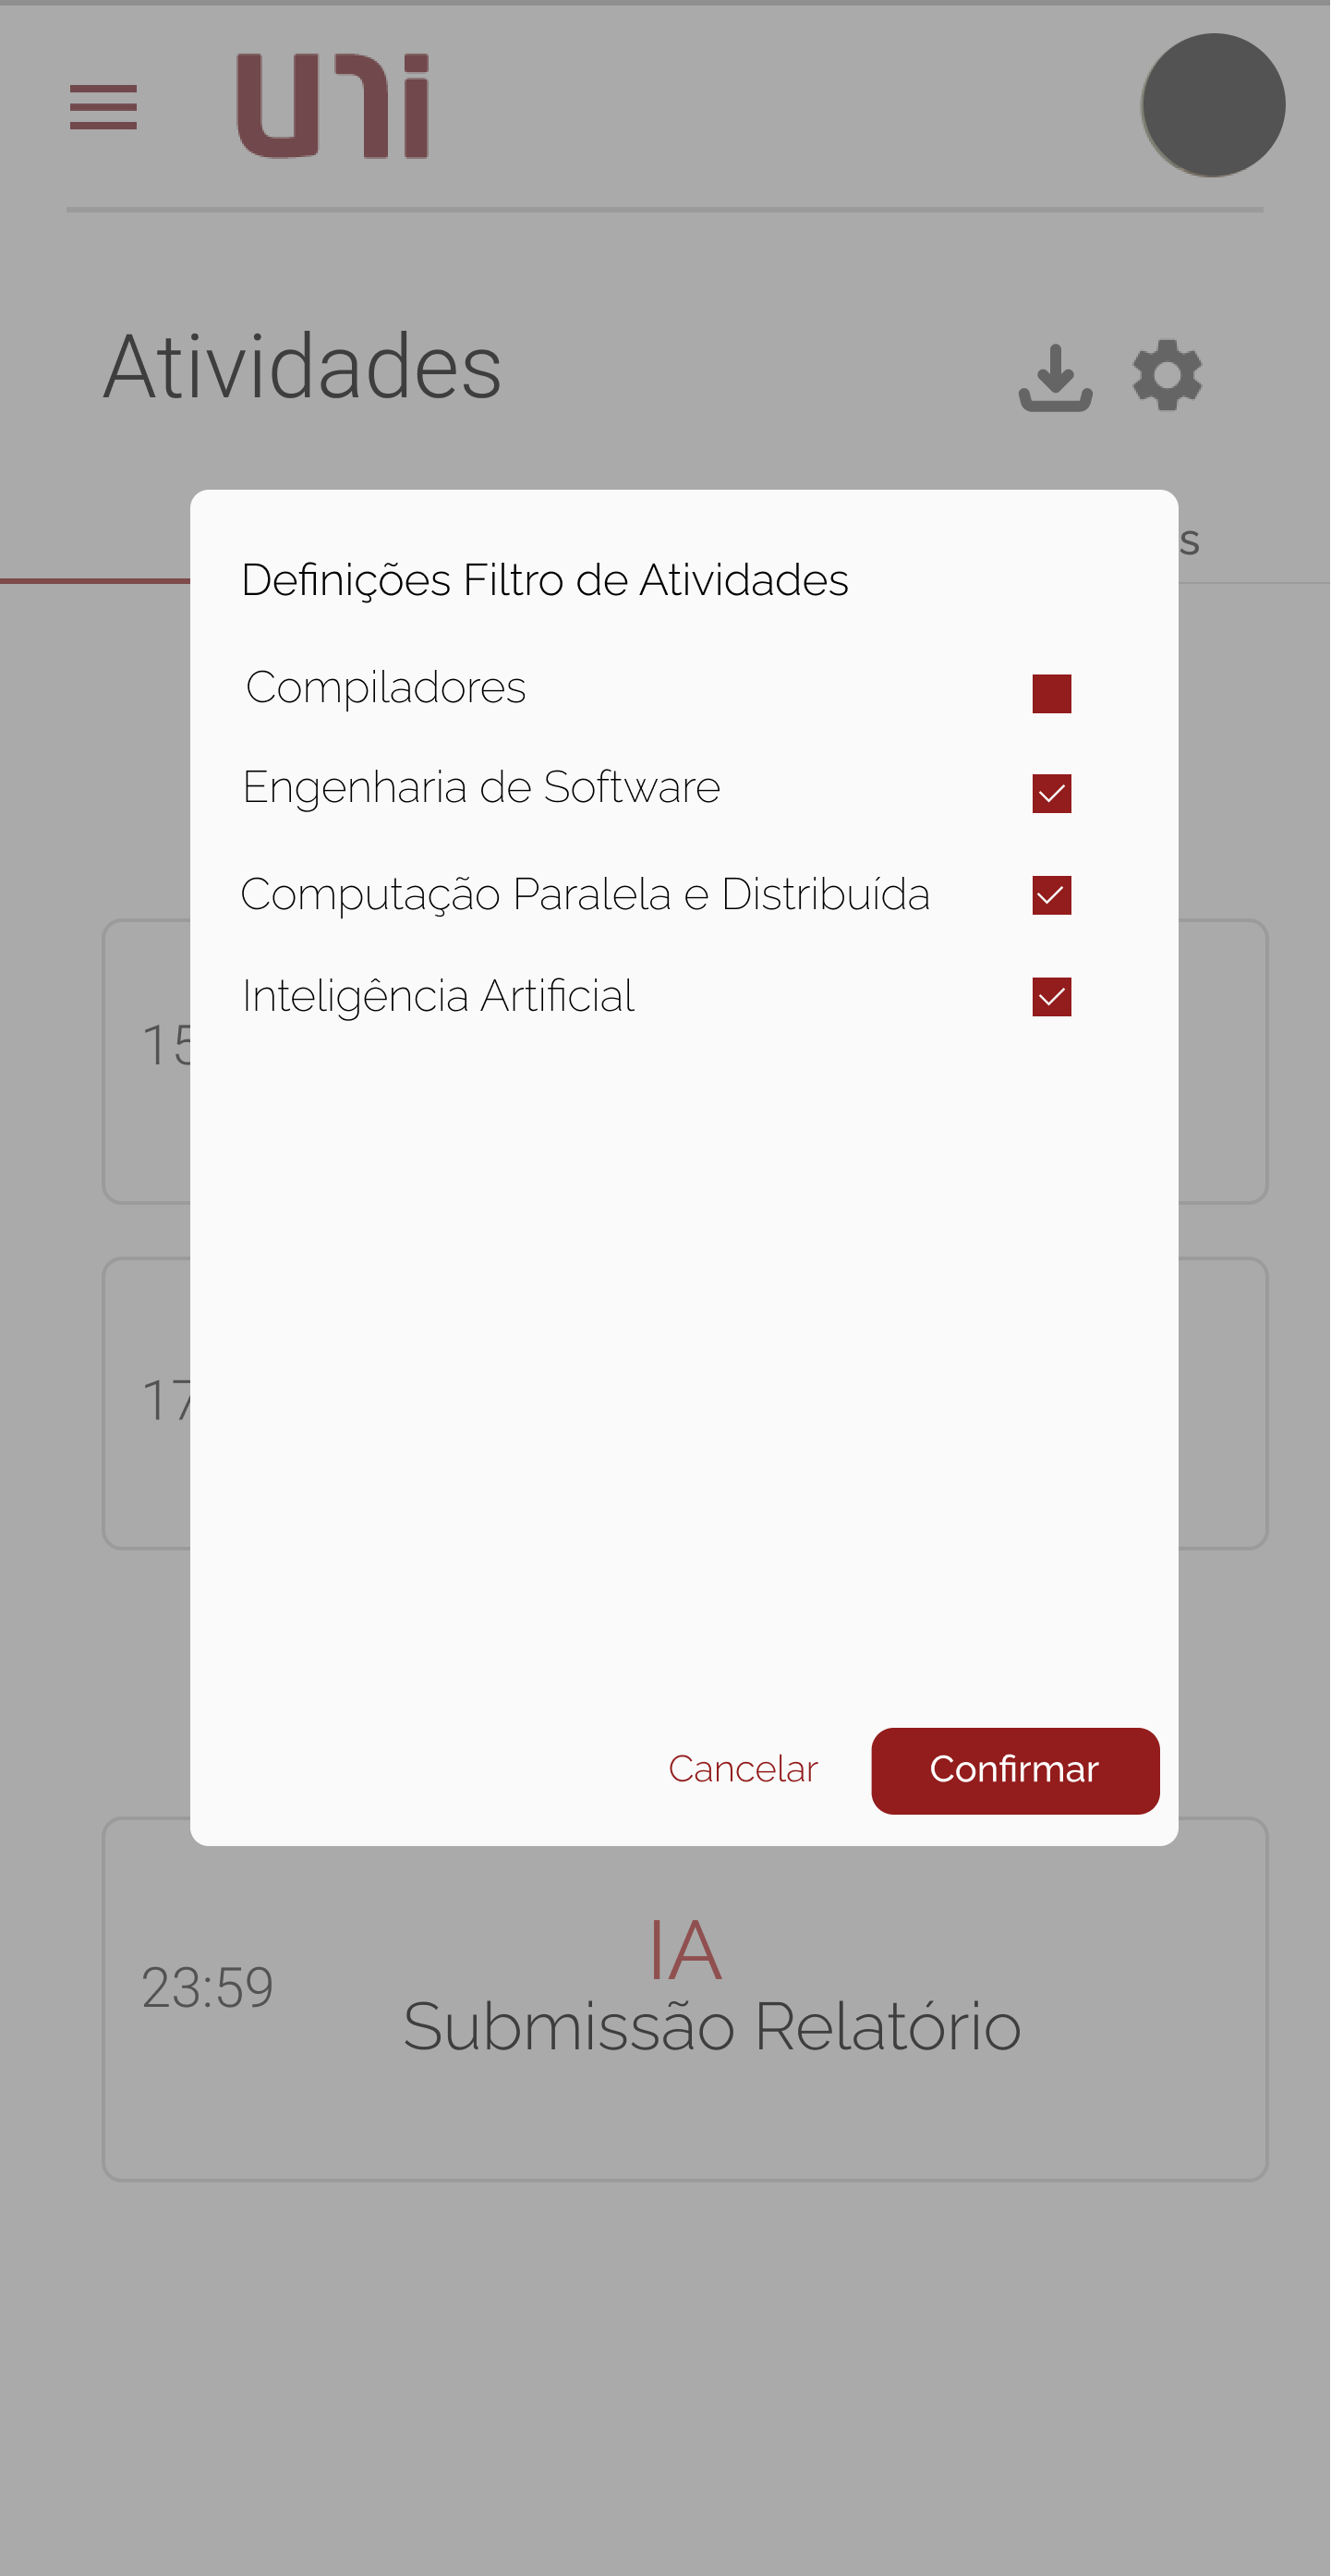 uni
Atividades
s
Definições Filtro de Atividades
Compiladores
Engenharia de Software
Computação Paralela e Distribuída
Inteligência Artificial
15
17
Cancelar
Confirmar
IA
23:59
Submissão Relatório